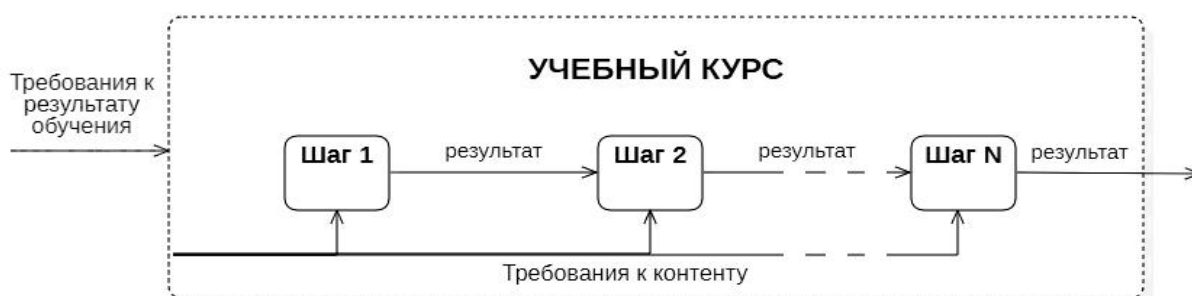 УЧЕБНЫЙ КУРС
Требования к
результату
обучения
Шаг 1
результат
Шаг 2
результат
Шаг N
результат
Требования к контенту